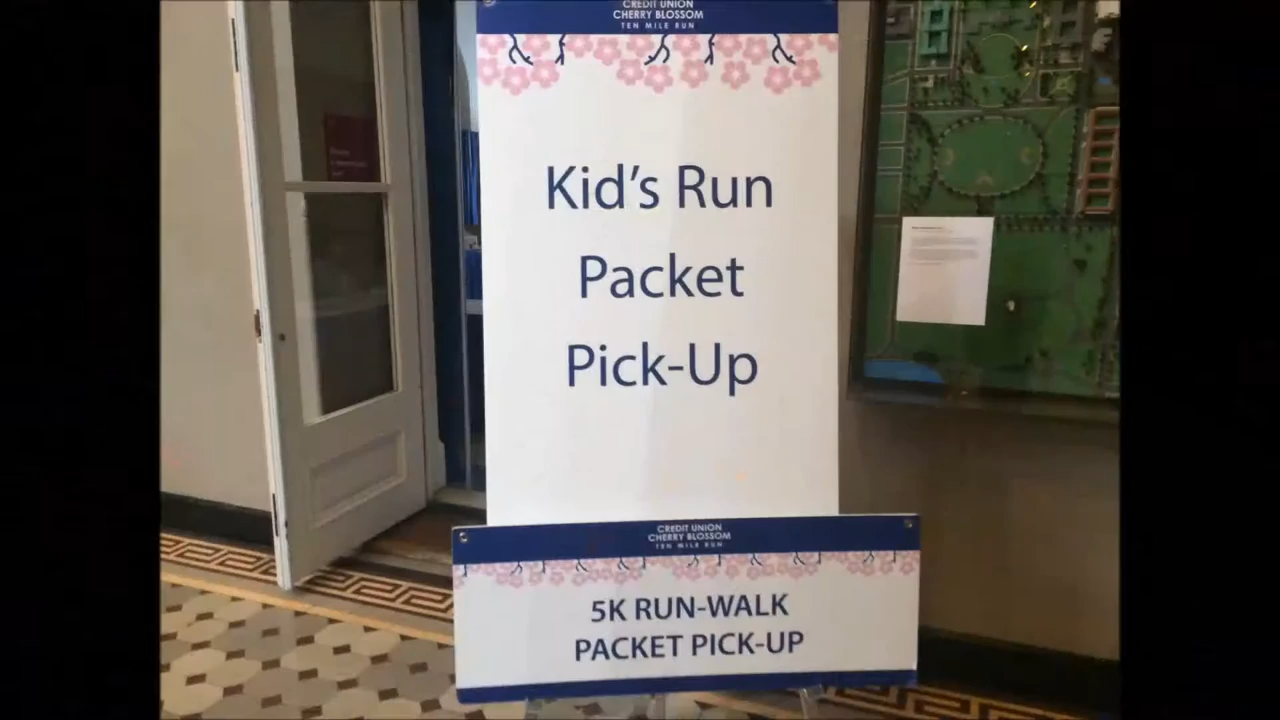 CREDIT UNION
CHERRY BLOSSOM
TEN MILE RUN
Kid's Run
Packet
Pick-Up
CREDIT UNION
CHERRY BLOSSOM
TEN MILE RUN
5K RUN-WALK
PACKET PICK-UP